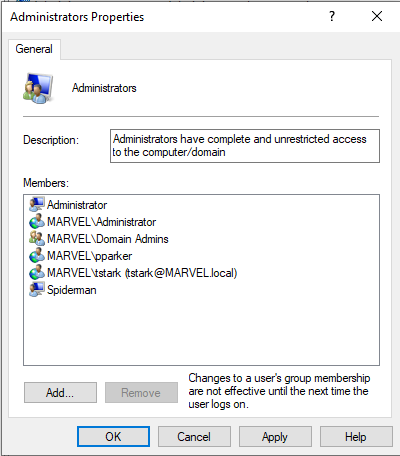 Administrators Properties
General
Administrators
Description:
Administrators have complete and unrestricted access
to the computer/domain
Members:
Administrator
MARVEL\Administrator
MARVEL\Domain Admins
MARVEL\pparker
MARVEL\tstark (tstark@MARVEL.local)
Spiderman
Add...
Remove
Changes to a user's group membership
are not effective until the next time the
user logs on.
OK
Cancel
Apply
Help